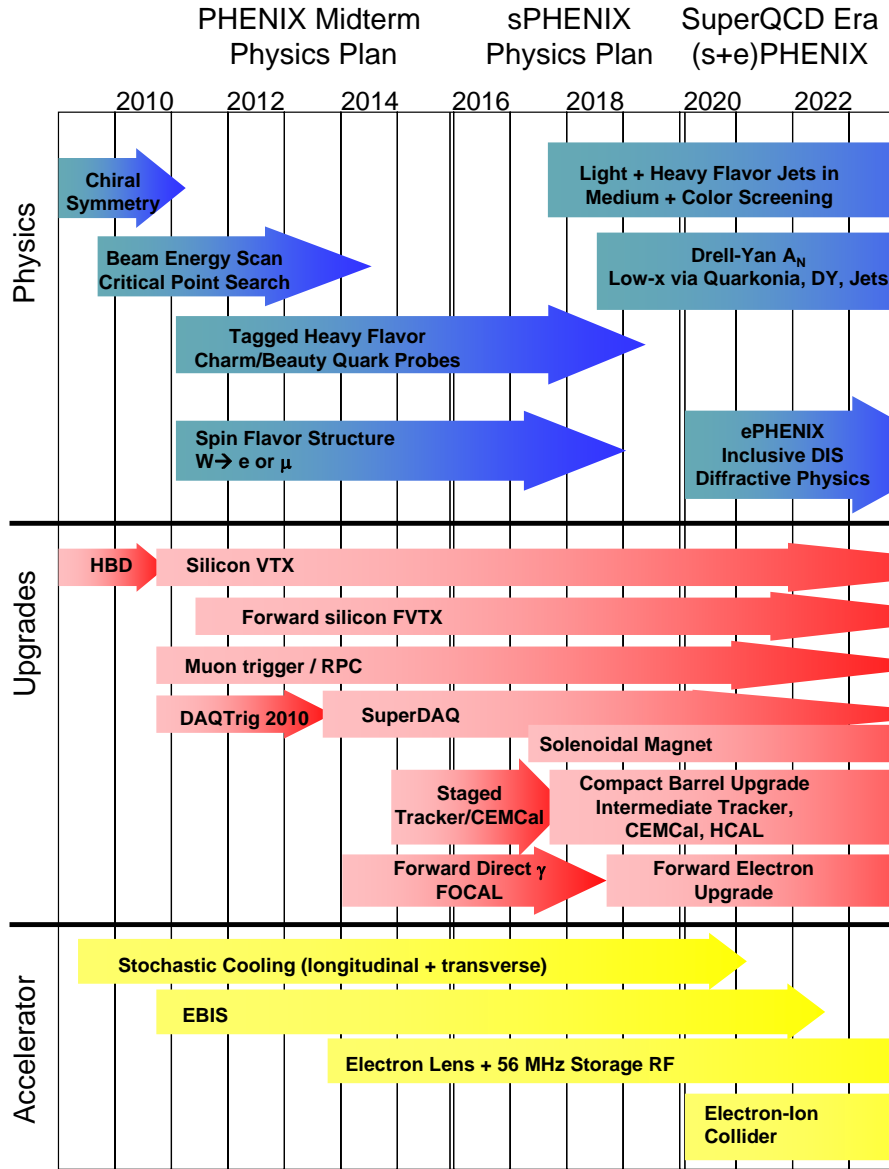 PHENIX Midterm
Physics Plan
sPHENIX
Physics Plan
SuperQCD Era
(s+e)PHENIX
2010 2012 2014 2016 2018 2020 2022
Physics
Chiral
Symmetry
Light + Heavy Flavor Jets in
Medium + Color Screening
Beam Energy Scan
Critical Point Search
Drell-Yan A_N
Low-x via Quarkonia, DY, Jets
Tagged Heavy Flavor
Charm/Beauty Quark Probes
Spin Flavor Structure
W→ e or μ
ePHENIX
Inclusive DIS
Diffractive Physics
Upgrades
HBD
Silicon VTX
Forward silicon FVTX
Muon trigger / RPC
DAQTrig 2010
SuperDAQ
Solenoidal Magnet
Staged
Tracker/CEMCal
Compact Barrel Upgrade
Intermediate Tracker,
CEMCal, HCAL
Forward Direct γ
FOCAL
Forward Electron
Upgrade
Accelerator
Stochastic Cooling (longitudinal + transverse)
EBIS
Electron Lens + 56 MHz Storage RF
Electron-Ion
Collider